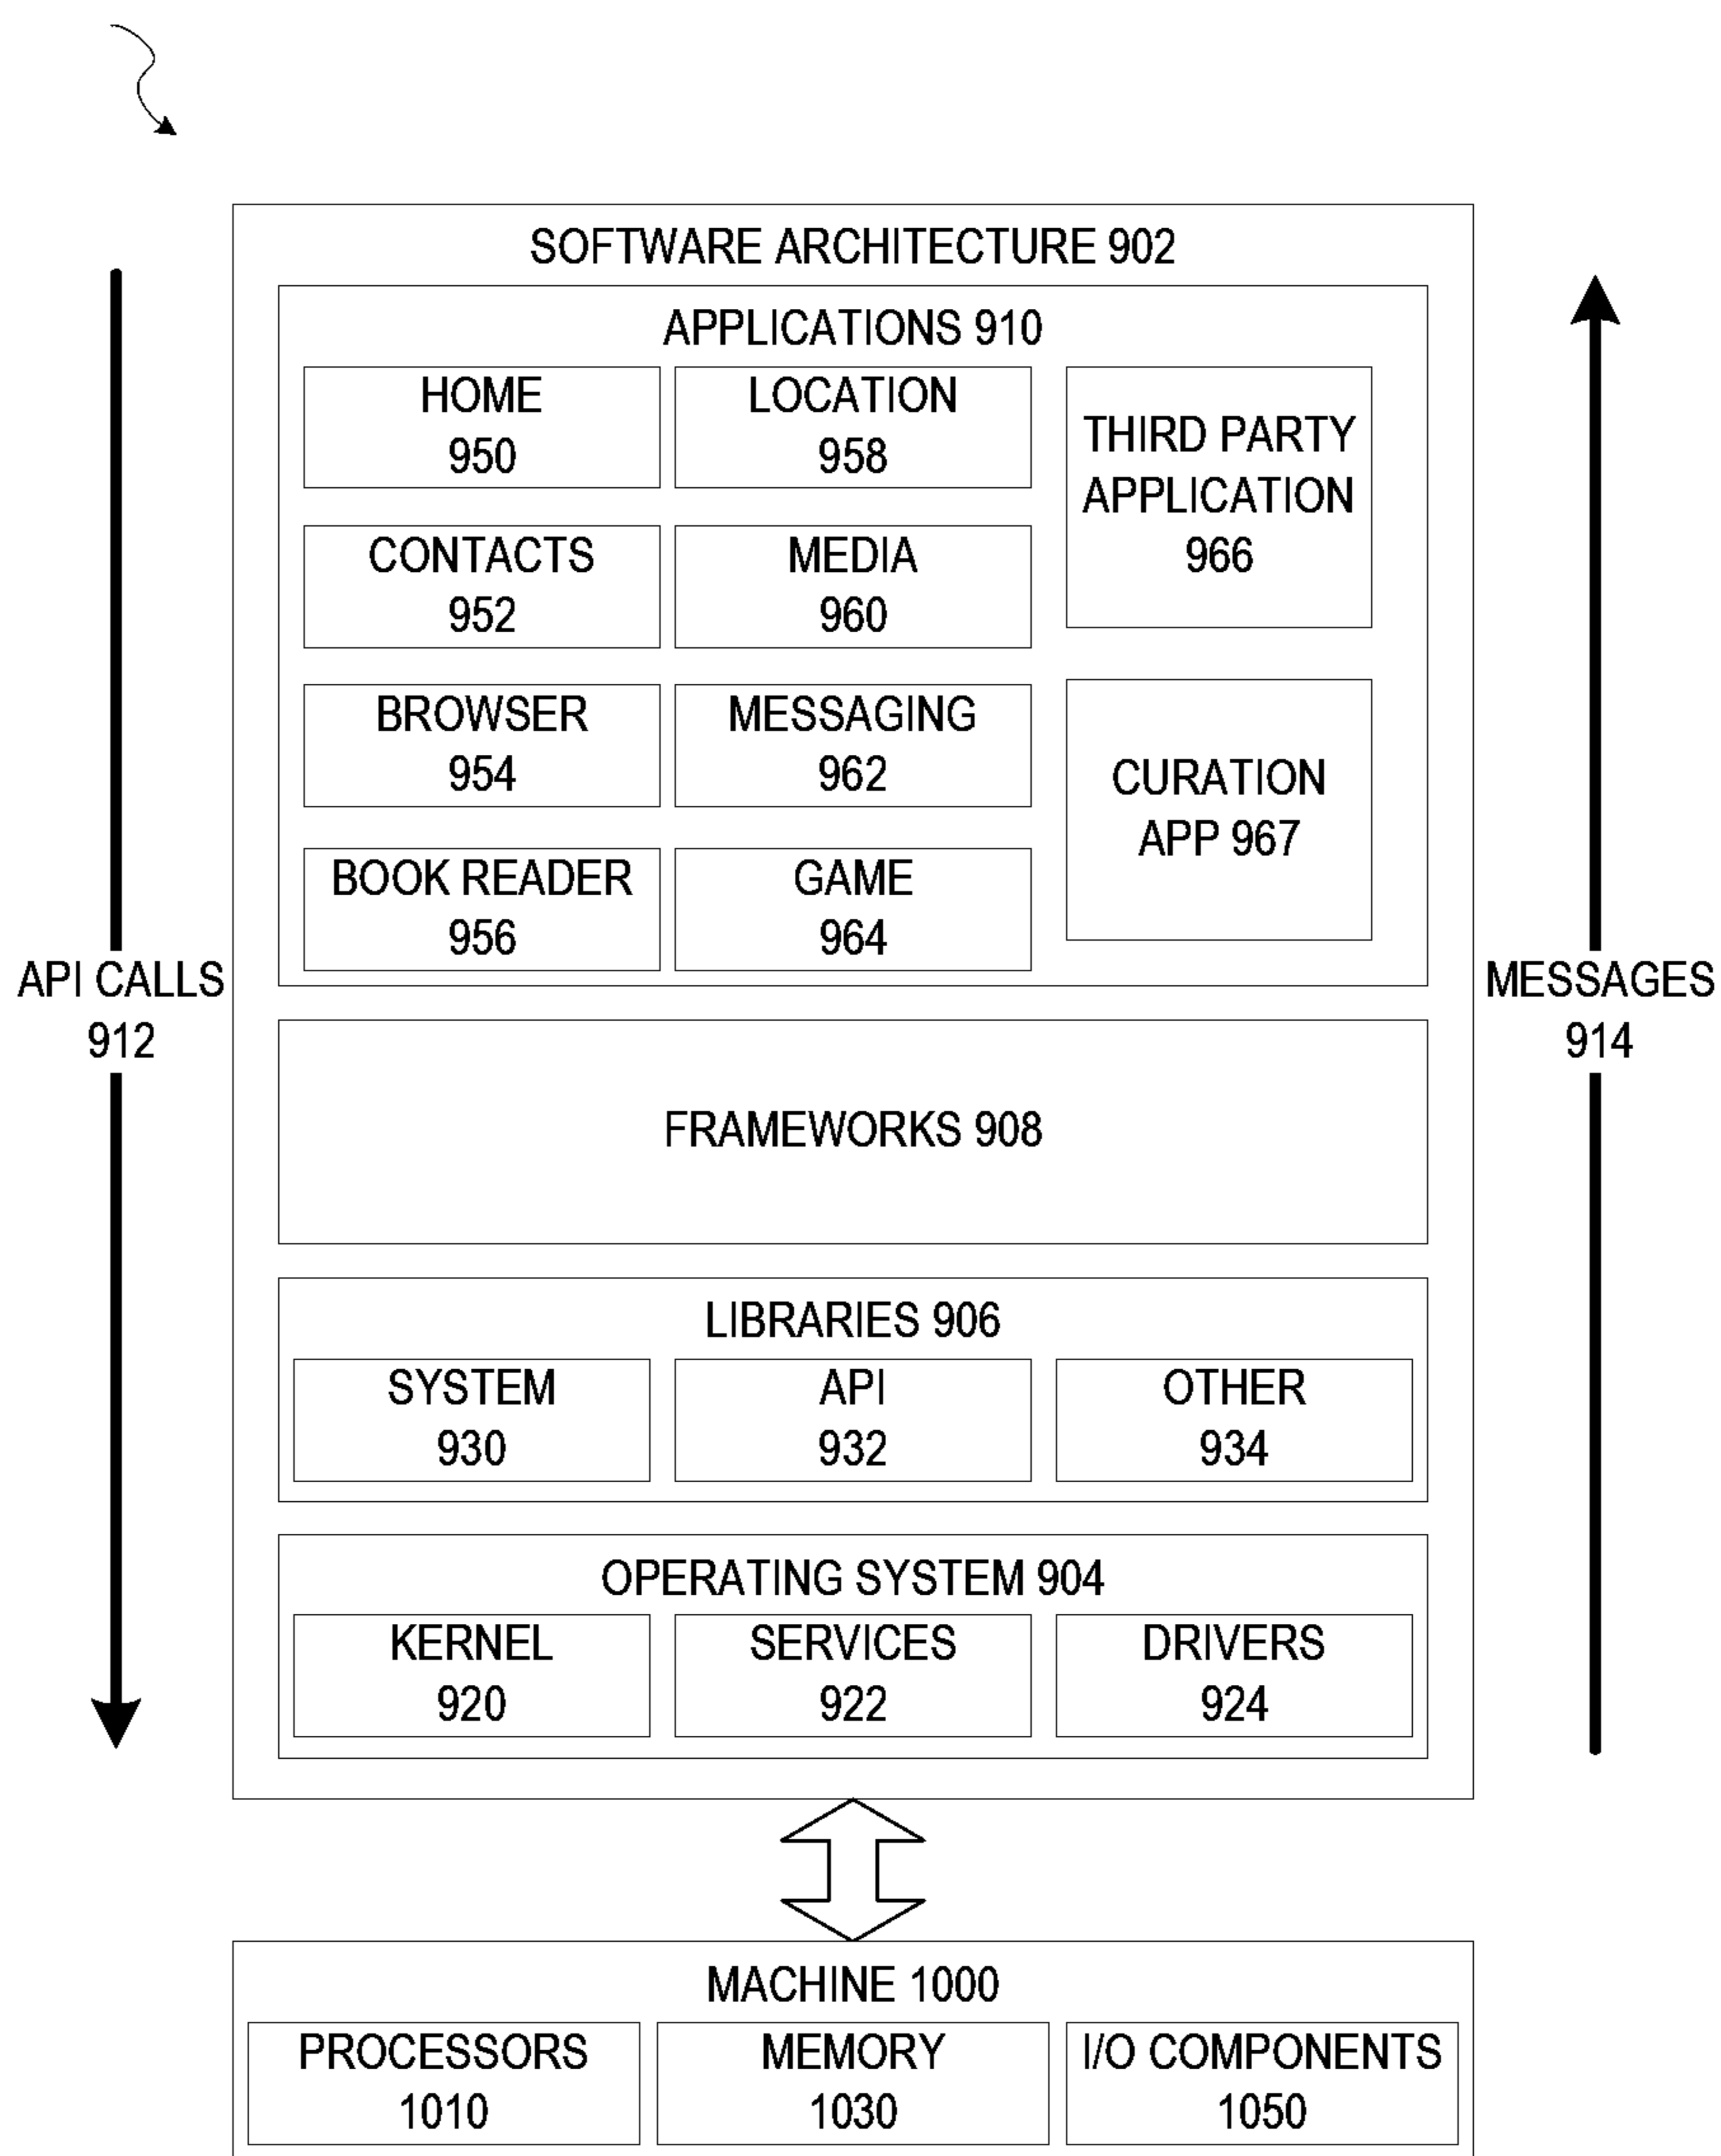 SOFTWARE ARCHITECTURE 902
APPLICATIONS 910
HOME
950
LOCATION
958
THIRD PARTY
APPLICATION
966
CONTACTS
952
MEDIA
960
BROWSER
954
MESSAGING
962
CURATION
APP 967
BOOK READER
956
GAME
964
API CALLS
912
MESSAGES
914
FRAMEWORKS 908
LIBRARIES 906
SYSTEM
930
API
932
OTHER
934
OPERATING SYSTEM 904
KERNEL
920
SERVICES
922
DRIVERS
924
MACHINE 1000
PROCESSORS
1010
MEMORY
1030
I/O COMPONENTS
1050